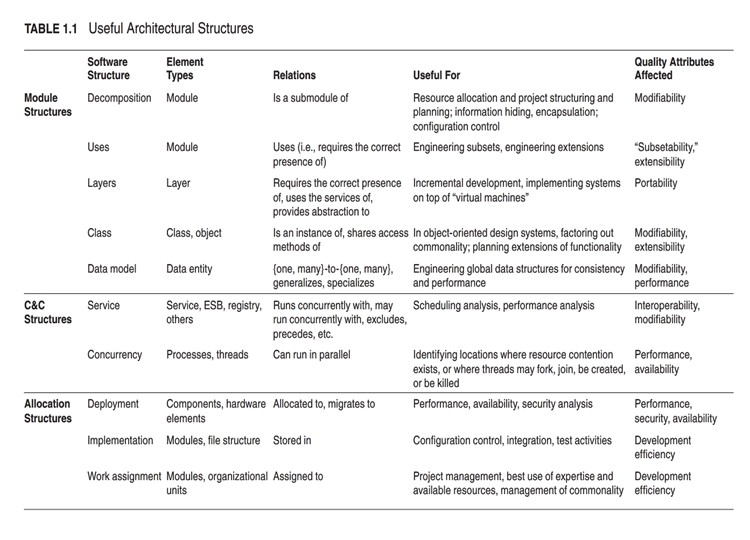 TABLE 1.1 Useful Architectural Structures
Software Structure Element Types Relations Useful For Quality Attributes Affected
Module Structures Decomposition Module Is a submodule of Resource allocation and project structuring and planning; information hiding, encapsulation; configuration control Modifiability
Uses Module Uses (i.e., requires the correct presence of) Engineering subsets, engineering extensions “Subsetability,” extensibility
Layers Layer Requires the correct presence of, uses the services of, provides abstraction to Incremental development, implementing systems on top of “virtual machines” Portability
Class Class, object Is an instance of, shares access methods of In object-oriented design systems, factoring out commonality; planning extensions of functionality Modifiability, extensibility
Data model Data entity {one, many}-to-{one, many}, generalizes, specializes Engineering global data structures for consistency and performance Modifiability, performance
C&C Structures Service Service, ESB, registry, others Runs concurrently with, may run concurrently with, excludes, precedes, etc. Scheduling analysis, performance analysis Interoperability, modifiability
Concurrency Processes, threads Can run in parallel Identifying locations where resource contention exists, or where threads may fork, join, be created, or be killed Performance, availability
Allocation Structures Deployment Components, hardware elements Allocated to, migrates to Performance, availability, security analysis Performance, security, availability
Implementation Modules, file structure Stored in Configuration control, integration, test activities Development efficiency
Work assignment Modules, organizational units Assigned to Project management, best use of expertise and available resources, management of commonality Development efficiency